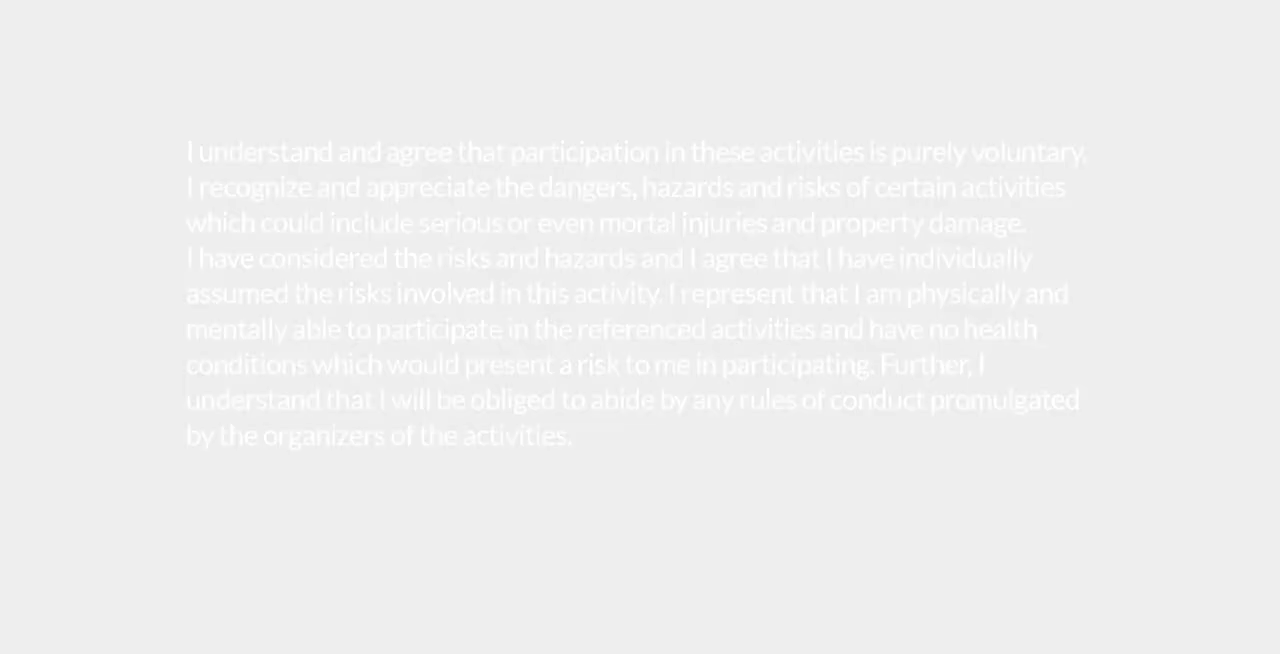 I understand and agree that participation in these activities is purely voluntary.
I recognize and appreciate the dangers, hazards and risks of certain activities
which could include serious or even mortal injuries and property damage.
I have considered the risks and hazards and I agree that I have individually
assumed the risks involved in this activity. I represent that I am physically and
mentally able to participate in the referenced activities and have no health
conditions which would present a risk to me in participating. Further, I
understand that I will be obliged to abide by any rules of conduct promulgated
by the organizers of the activities.